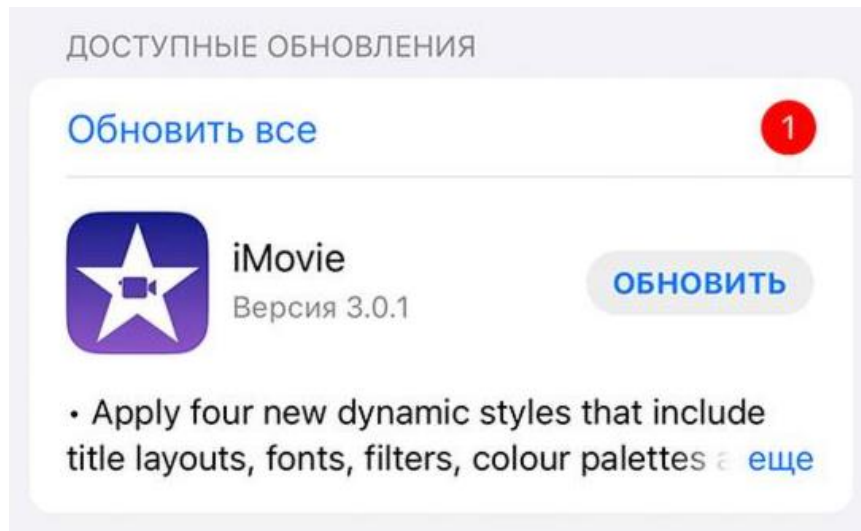 ДОСТУПНЫЕ ОБНОВЛЕНИЯ
Обновить все
1
iMovie
Версия 3.0.1
ОБНОВИТЬ
• Apply four new dynamic styles that include
title layouts, fonts, filters, colour palettes еще